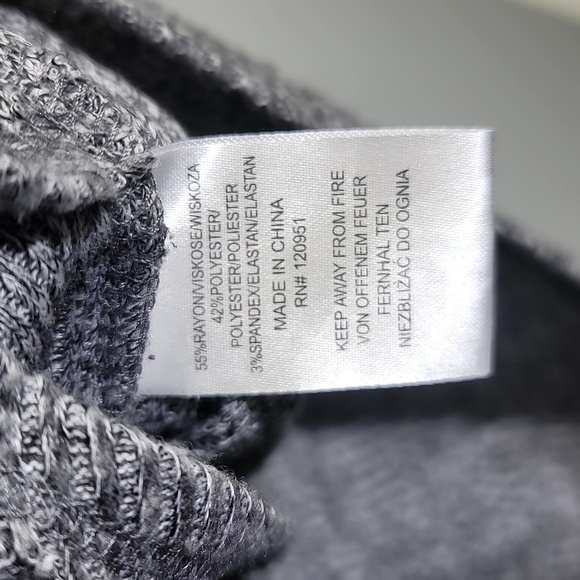 55%RAYON/VISKOSE/WISKOZA
42%POLYESTER/
POLYESTER/POLIESTER
3%SPANDEX/ELASTAN/ELASTAN
MADE IN CHINA
RN# 120951
KEEP AWAY FROM FIRE
VON OFFENEM FEUER
FERNHAL TEN
NIEZBLIŻAĆ DO OGNIA